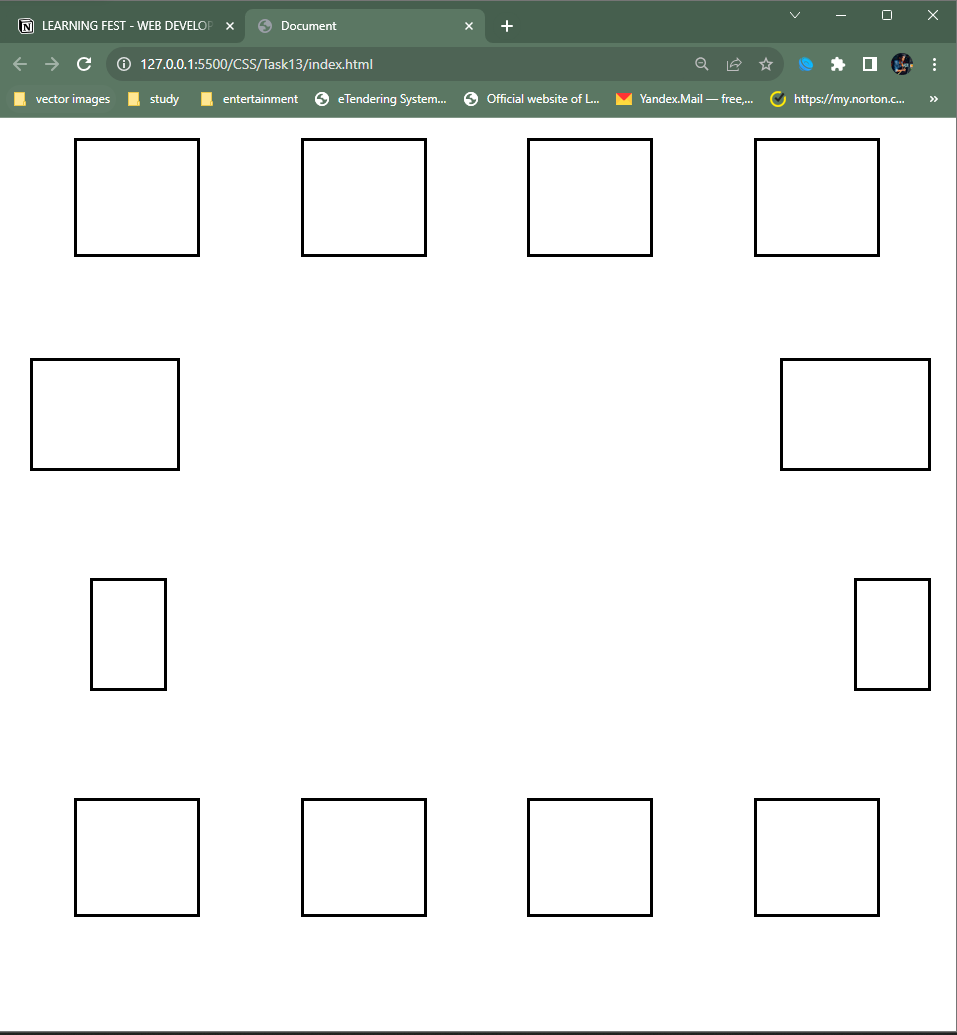 LEARNING FEST - WEB DEVELOP
Document
127.0.0.1:5500/CSS/Task13/index.html
vector images
study
entertainment
eTendering System...
Official website of L...
Yandex.Mail — free,...
https://my.norton.c...
»